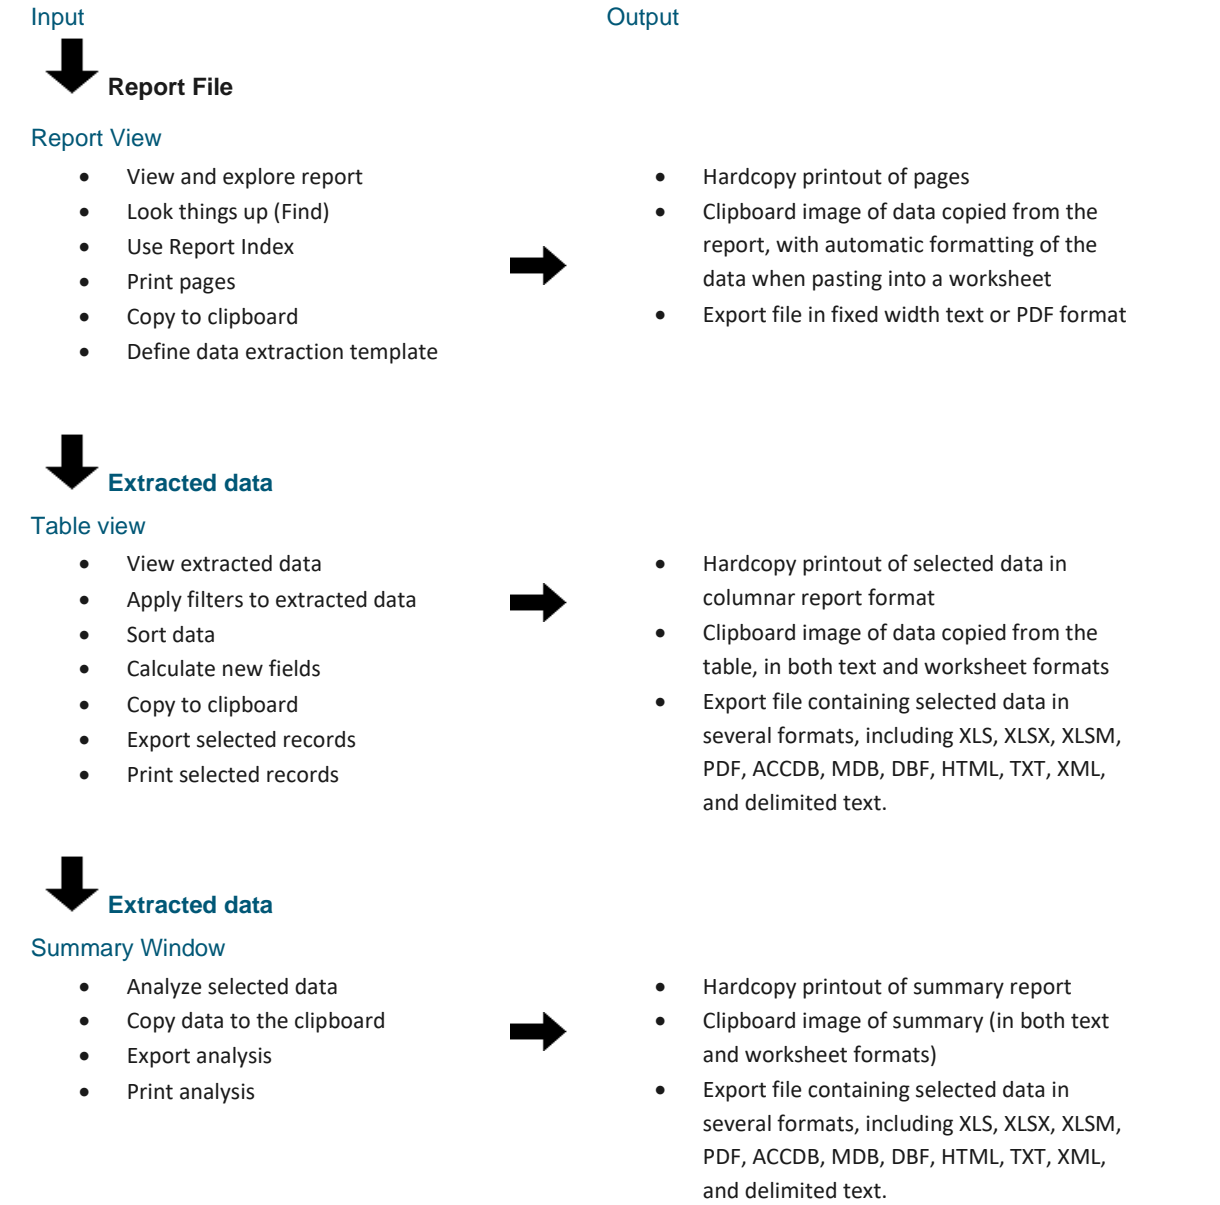 Input
Output
Report File
Report View
• View and explore report
• Look things up (Find)
• Use Report Index
• Print pages
• Copy to clipboard
• Define data extraction template
• Hardcopy printout of pages
• Clipboard image of data copied from the
report, with automatic formatting of the
data when pasting into a worksheet
• Export file in fixed width text or PDF format
Extracted data
Table view
• View extracted data
• Apply filters to extracted data
• Sort data
• Calculate new fields
• Copy to clipboard
• Export selected records
• Print selected records
• Hardcopy printout of selected data in
columnar report format
• Clipboard image of data copied from the
table, in both text and worksheet formats
• Export file containing selected data in
several formats, including XLS, XLSX, XLSM,
PDF, ACCDB, MDB, DBF, HTML, TXT, XML,
and delimited text.
Extracted data
Summary Window
• Analyze selected data
• Copy data to the clipboard
• Export analysis
• Print analysis
• Hardcopy printout of summary report
• Clipboard image of summary (in both text
and worksheet formats)
• Export file containing selected data in
several formats, including XLS, XLSX, XLSM,
PDF, ACCDB, MDB, DBF, HTML, TXT, XML,
and delimited text.